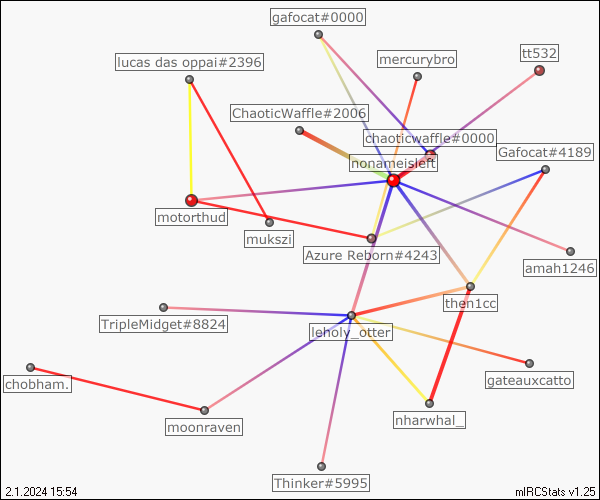 gafocat#0000
mercurybro
tt532
lucas das oppai#2396
ChaoticWaffle#2006
chaoticwaffle#0000
Gafocat#4189
nonameisleft
motorthud
mukszi
Azure Reborn#4243
amah1246
then1cc
TripleMidget#8824
leholy_otter
chobham.
gateauxcatto
moonraven
nharwhal_
Thinker#5995
2.1.2024 15:54
mIRCStats v1.25